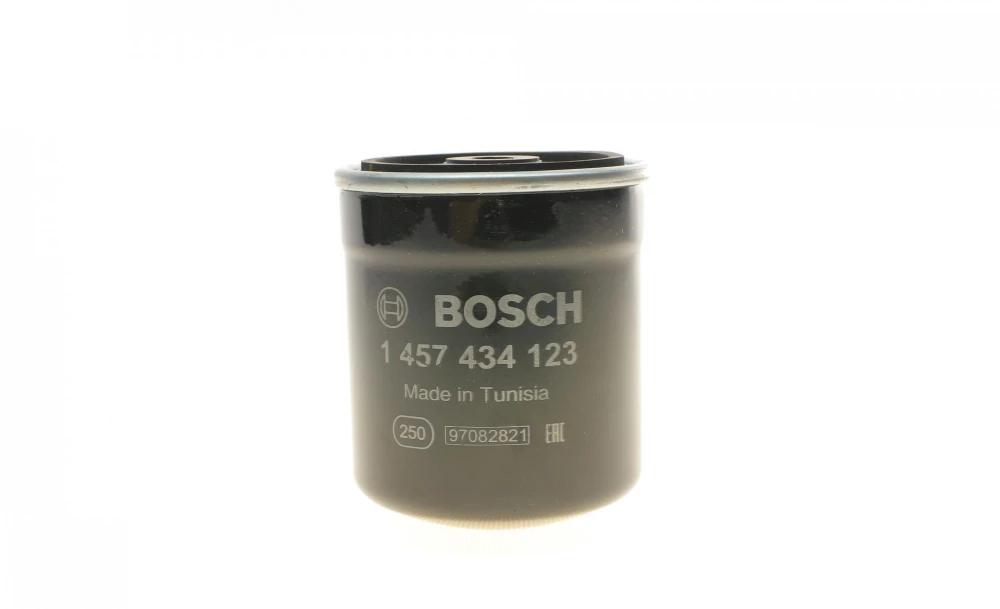 BOSCH
1 457 434 123
Made in Tunisia
250 97082821 EAC